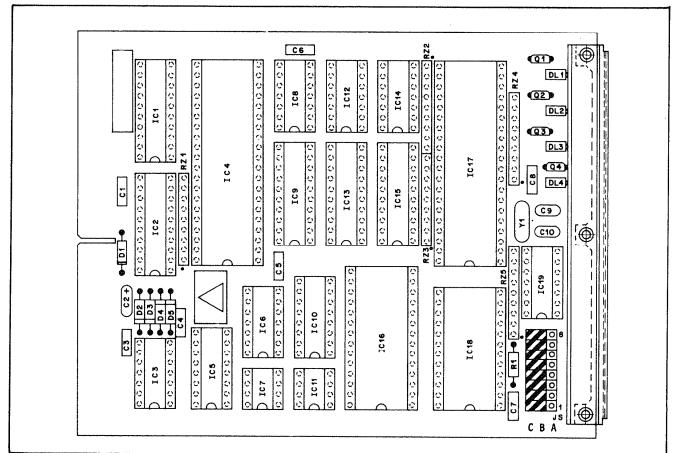 C6
Q1
DL1
RZ2
RZ4
IC1
IC8
IC12
IC14
Q2
DL2
IC4
IC17
Q3
DL3
RZ1
C8
Q4
DL4
C1
IC2
IC9
IC13
IC15
Y1
C9
C10
D1
RZ3
C5
RZ5
IC19
C2 +
D2
D3
D4
D5
C4
IC6
IC10
IC16
IC18
C3
IC3
IC5
R1
8
IC7
IC11
C7
1
JS
C B A